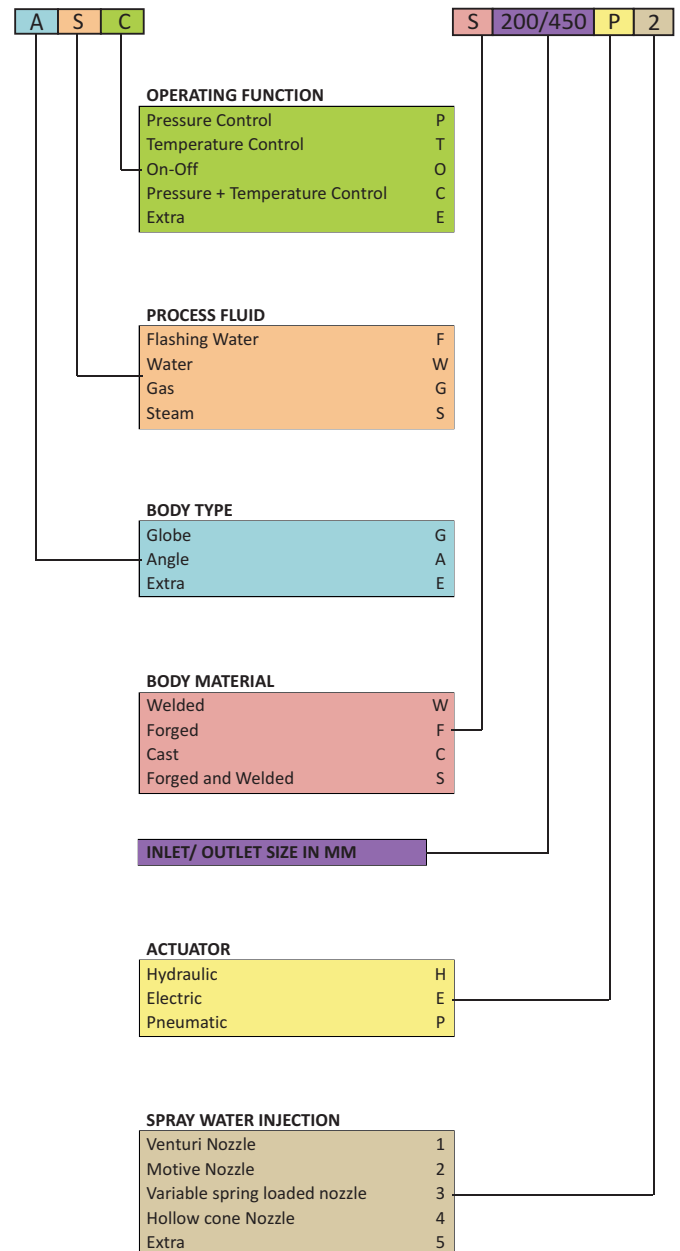 A S C S 200/450 P 2
OPERATING FUNCTION
Pressure Control P
Temperature Control T
On-Off O
Pressure + Temperature Control C
Extra E
PROCESS FLUID
Flashing Water F
Water W
Gas G
Steam S
BODY TYPE
Globe G
Angle A
Extra E
BODY MATERIAL
Welded W
Forged F
Cast C
Forged and Welded S
INLET/ OUTLET SIZE IN MM
ACTUATOR
Hydraulic H
Electric E
Pneumatic P
SPRAY WATER INJECTION
Venturi Nozzle 1
Motive Nozzle 2
Variable spring loaded nozzle 3
Hollow cone Nozzle 4
Extra 5